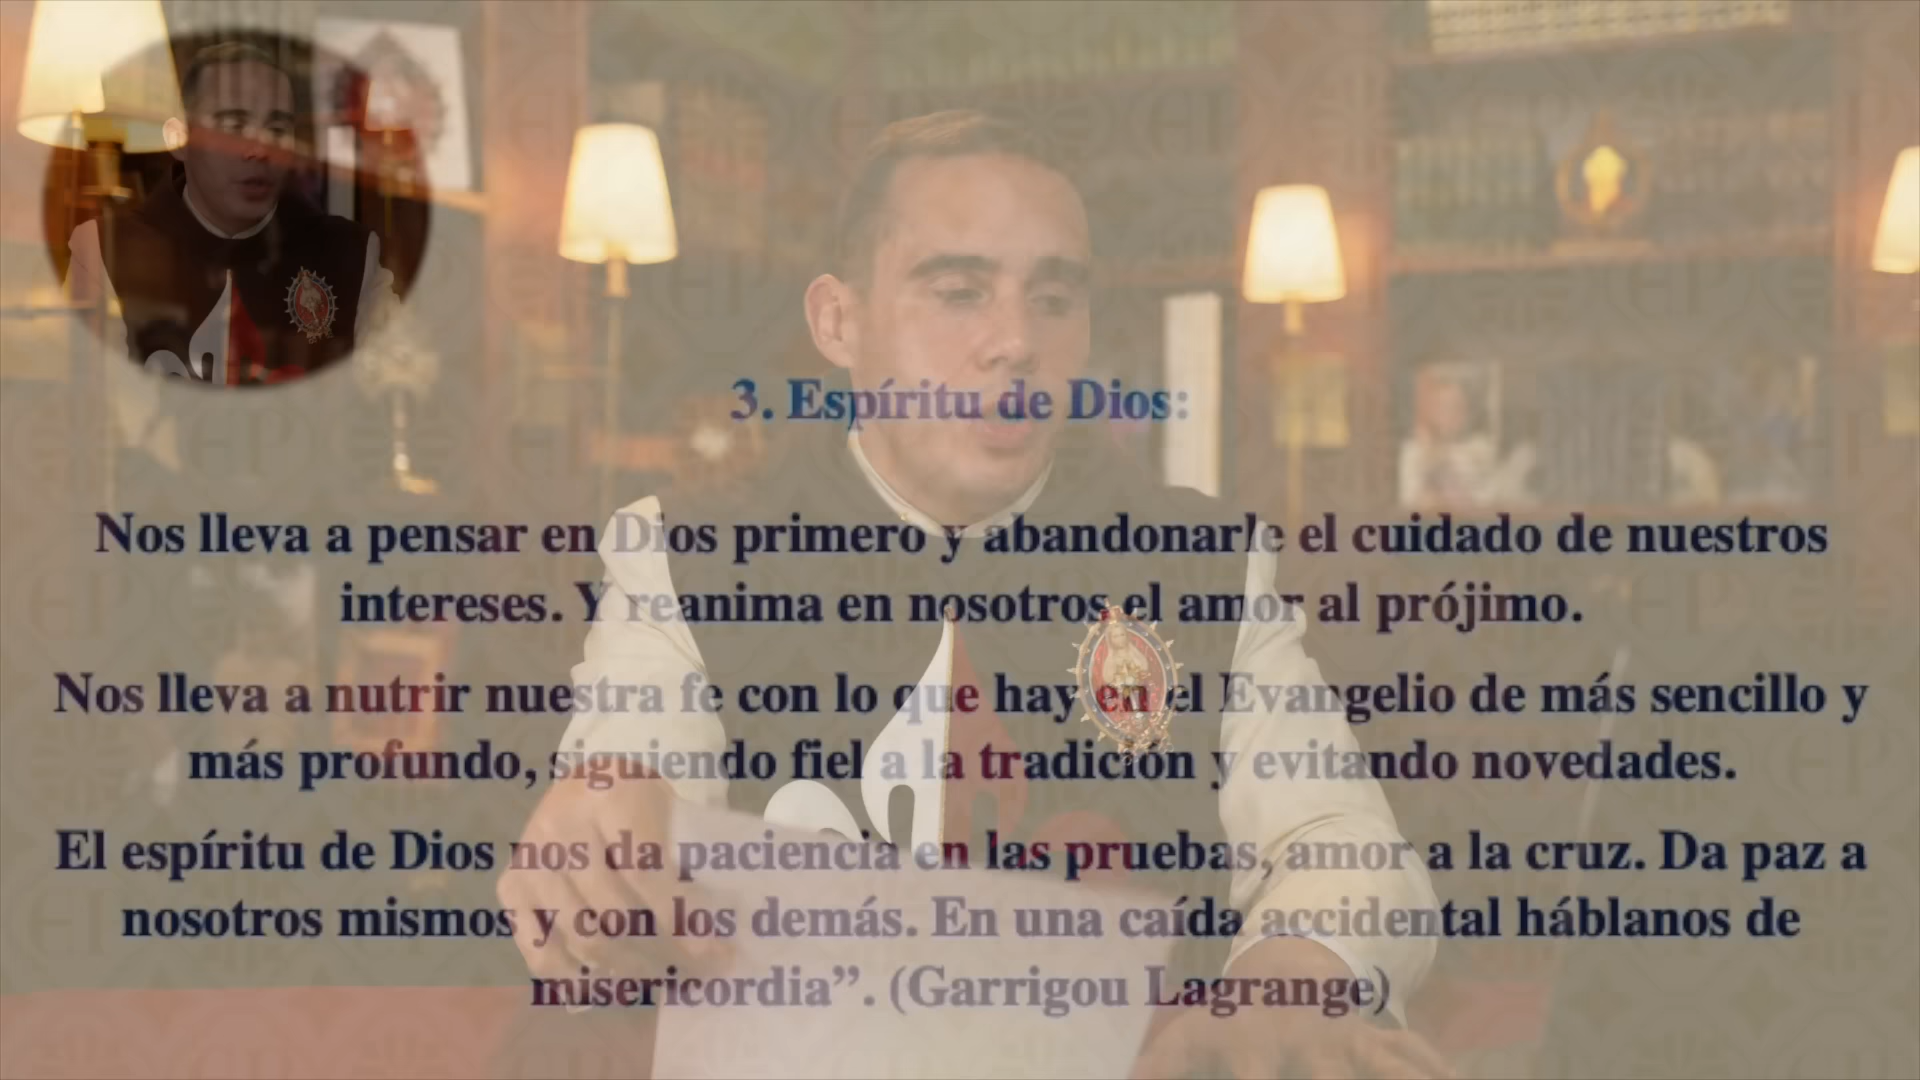 3. Espíritu de Dios:
Nos lleva a pensar en Dios primero y abandonarle el cuidado de nuestros
intereses. Y reanima en nosotros el amor al prójimo.
Nos lleva a nutrir nuestra fe con lo que hay en el Evangelio de más sencillo y
más profundo, siguiendo fiel a la tradición y evitando novedades.
El espíritu de Dios nos da paciencia en las pruebas, amor a la cruz. Da paz a
nosotros mismos y con los demás. En una caída accidental háblanos de
misericordia”. (Garrigou Lagrange)